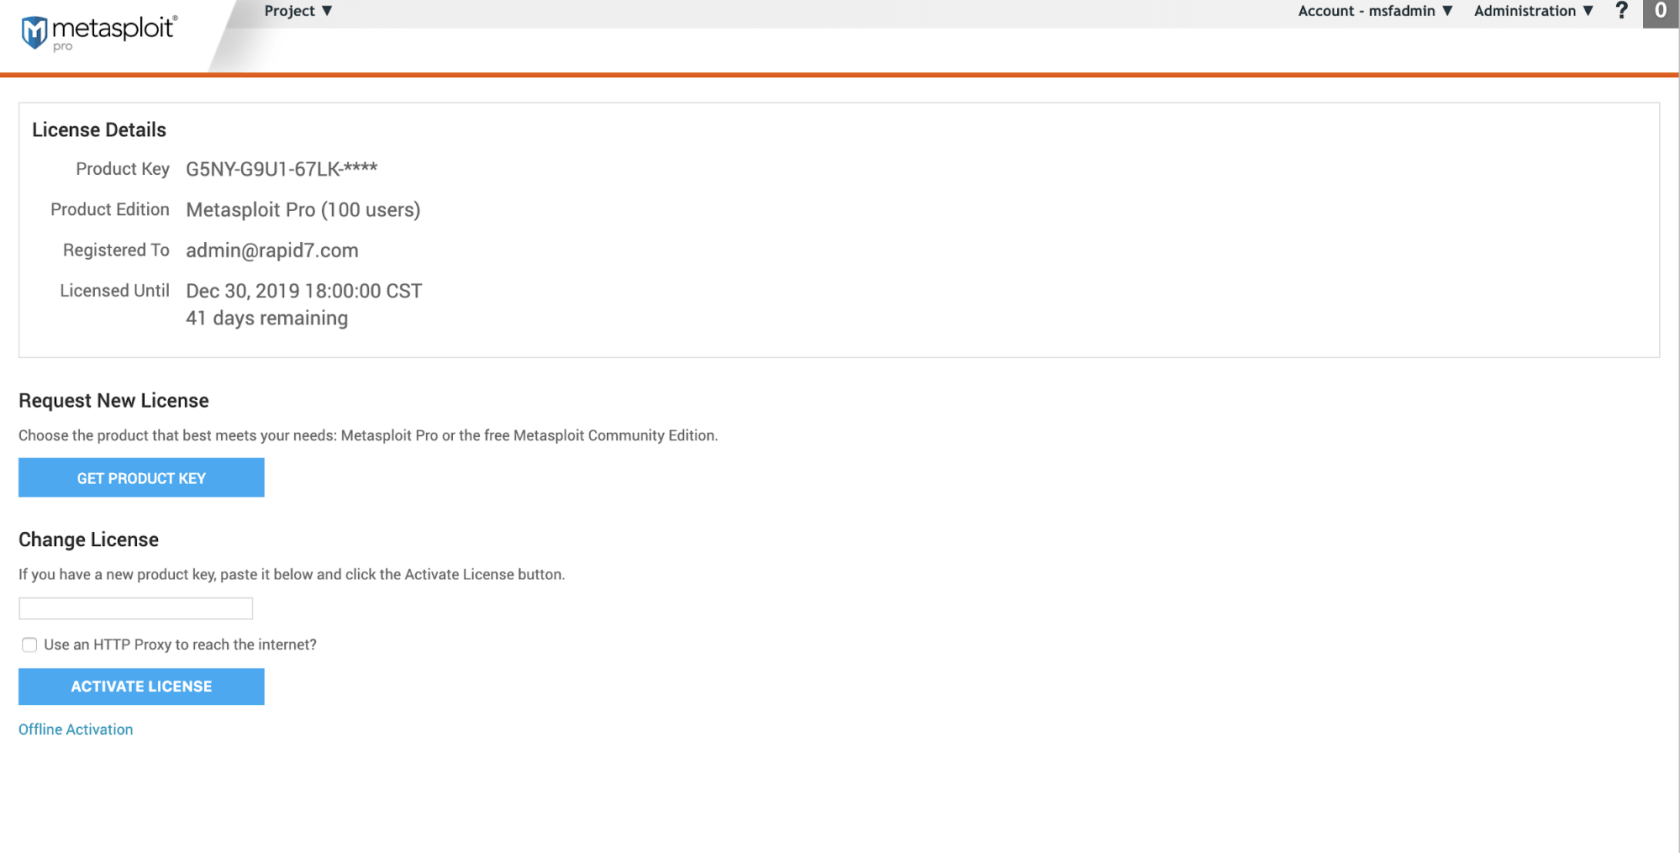 metasploit®
pro
Project ▼
Account - msfadmin ▼ Administration ▼ ? 0
License Details
Product Key G5NY-G9U1-67LK-****
Product Edition Metasploit Pro (100 users)
Registered To admin@rapid7.com
Licensed Until Dec 30, 2019 18:00:00 CST
41 days remaining
Request New License
Choose the product that best meets your needs: Metasploit Pro or the free Metasploit Community Edition.
GET PRODUCT KEY
Change License
If you have a new product key, paste it below and click the Activate License button.
Use an HTTP Proxy to reach the internet?
ACTIVATE LICENSE
Offline Activation